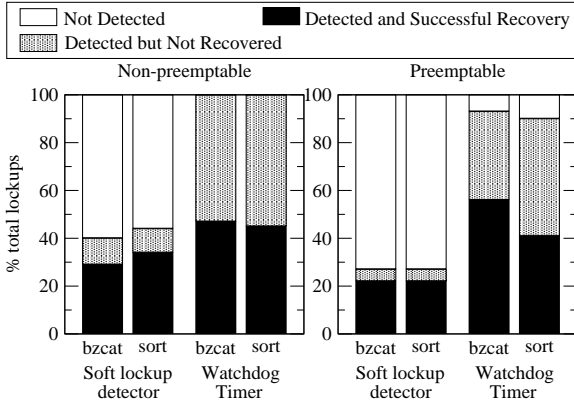 Not Detected
Detected and Successful Recovery
Detected but Not Recovered
Non-preemptable
Preemptable
% total lockups
100
80
60
40
20
0
100
80
60
40
20
0
bzcat sort bzcat sort
bzcat sort bzcat sort
Soft lockup
detector
Watchdog
Timer
Soft lockup
detector
Watchdog
Timer